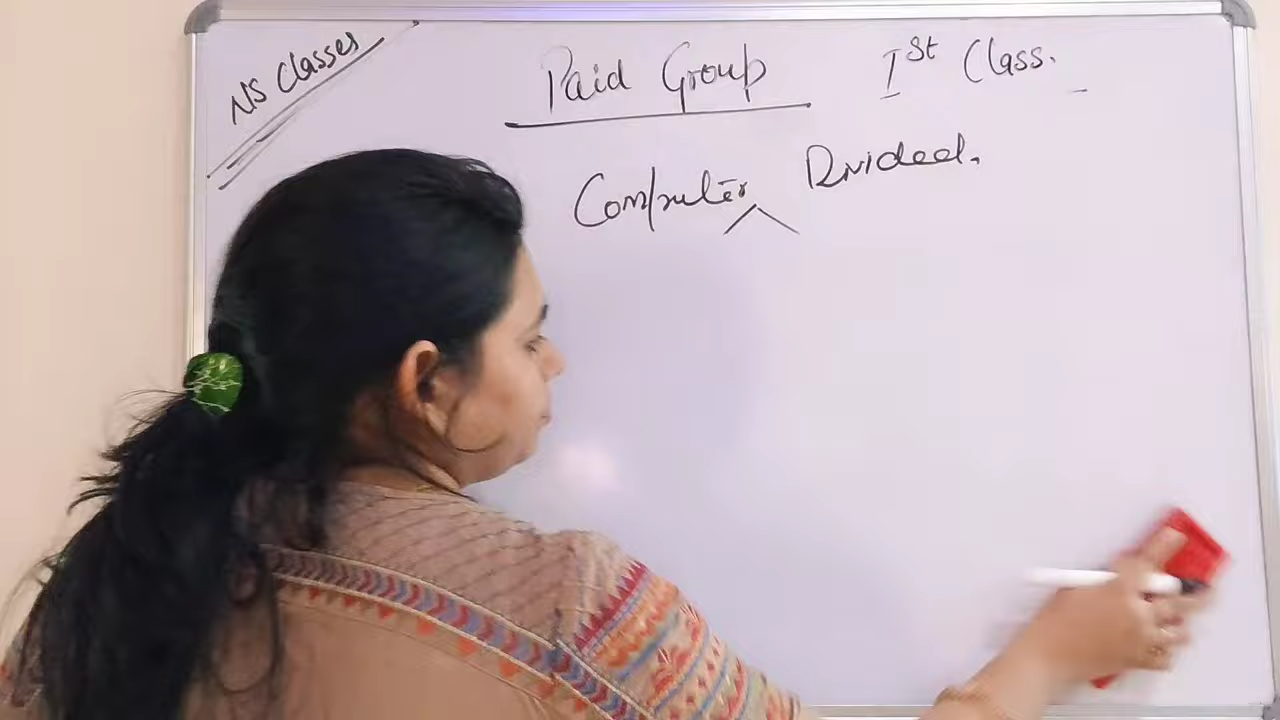 NS Classes
Paid Group Ist Class.
Computer Divided.